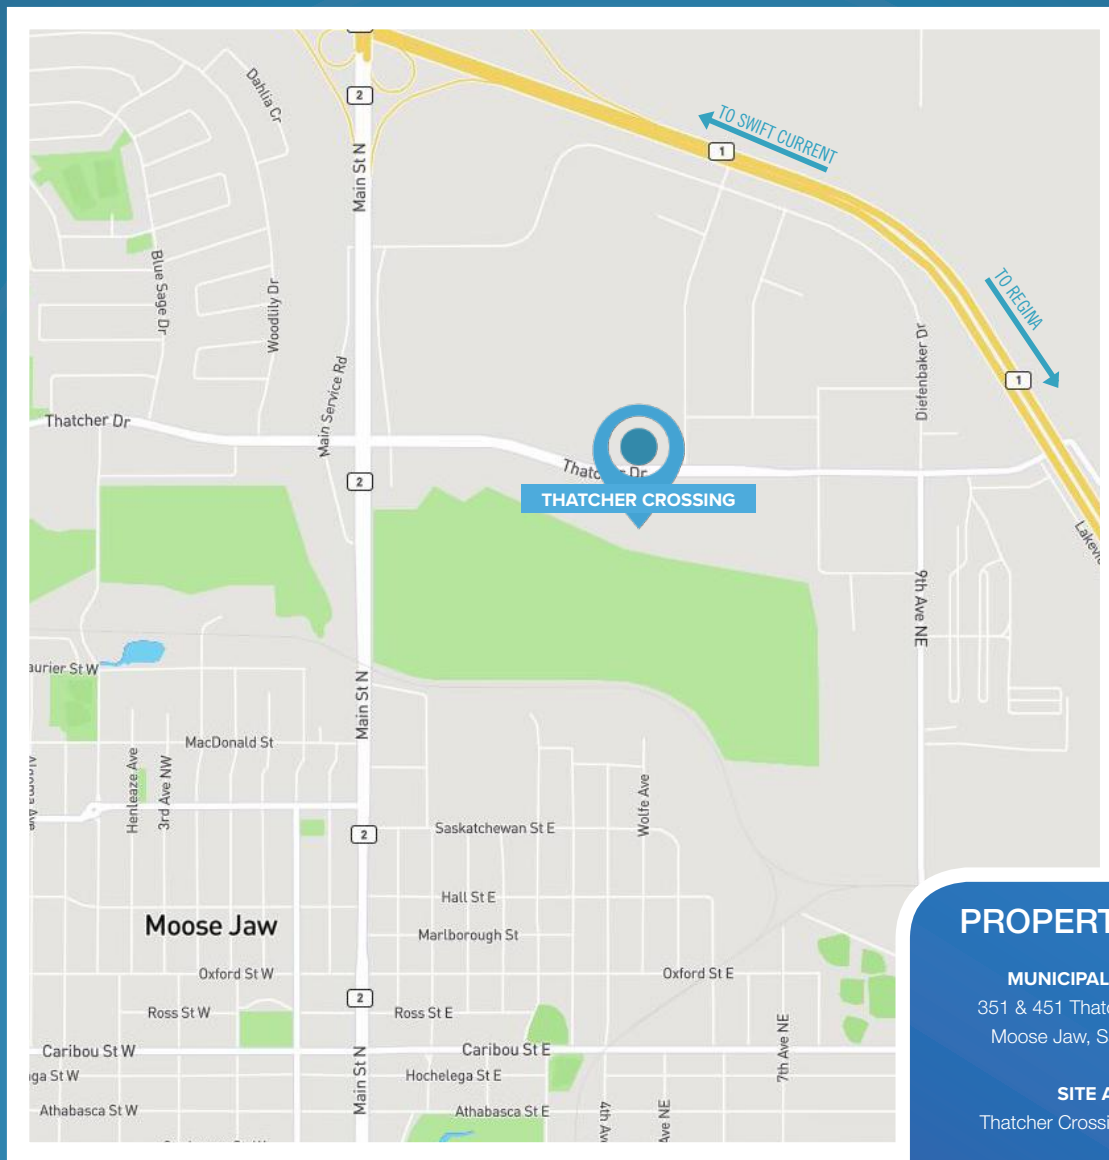 2
Dahlia Cr
TO SWIFT CURRENT
1
Main St N
Blue Sage Dr
Woodlily Dr
TO REGINA
Diefenbaker Dr
Main Service Rd
1
Thatcher Dr
Dr
2
THATCHER CROSSING
9th Ave NE
St W
Main St N
MacDonald St
Henleaze Ave
3rd Ave NW
Wolfe Ave
2
Saskatchewan St E
Hall St E
Moose Jaw
Marlborough St
Oxford St W
Oxford St E
2
Ross St W
Ross St E
7th Ave NE
Caribou St W
Caribou St E
St W
Hochelega St E
Main St N
Athabasca St W
Athabasca St E
4th
Ave NE
PROPERT
MUNICIPAL
351 & 451 That
Moose Jaw, S
SITE A
Thatcher Crossi